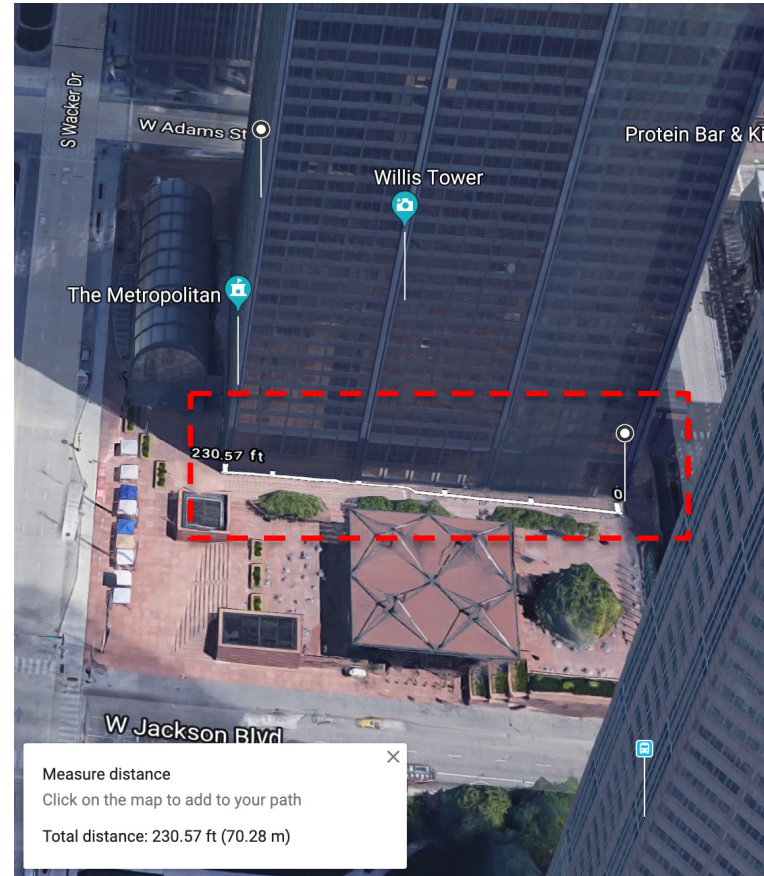 S Wacker Dr
W Adams St
Protein Bar & Ki
Willis Tower
The Metropolitan
230.57 ft
0
W Jackson Blvd
Measure distance
Click on the map to add to your path
Total distance: 230.57 ft (70.28 m)